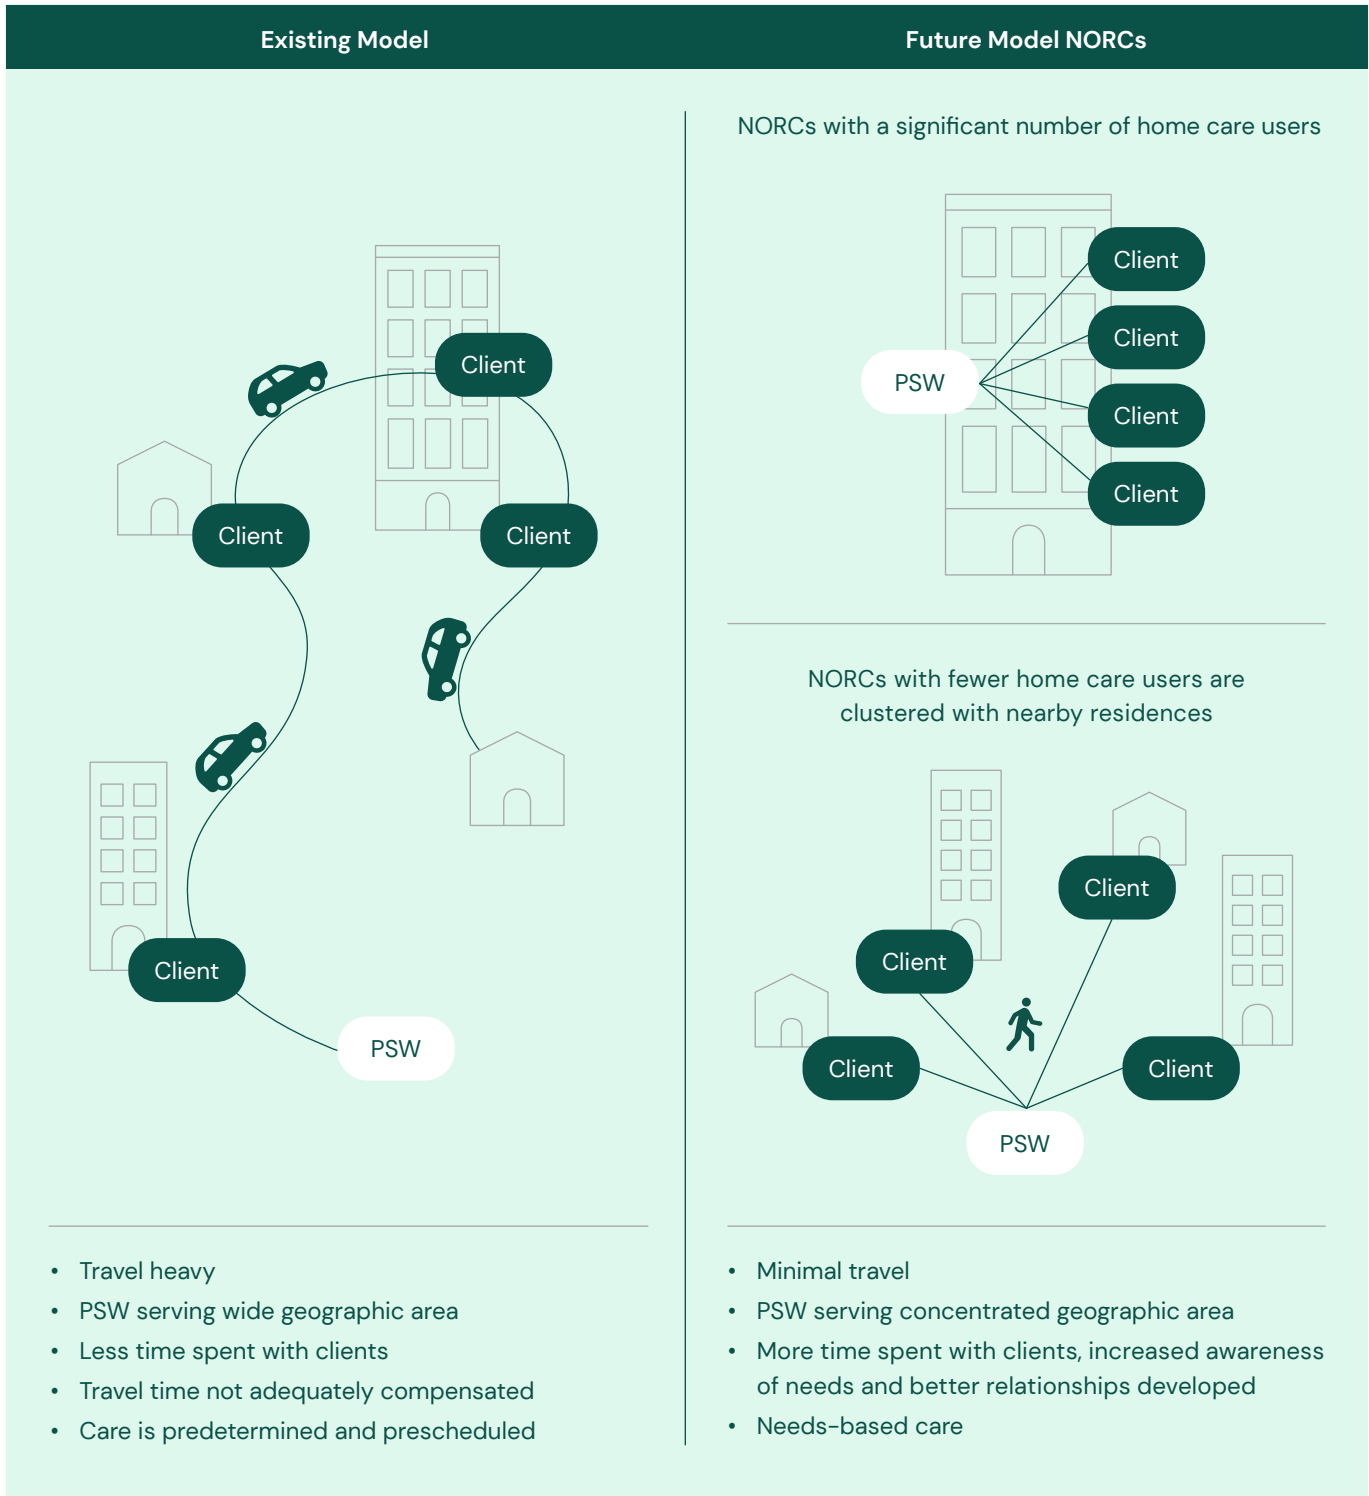 Existing Model
Client
Client
Client
Client
PSW
• Travel heavy
• PSW serving wide geographic area
• Less time spent with clients
• Travel time not adequately compensated
• Care is predetermined and prescheduled
Future Model NORCs
NORCs with a significant number of home care users
Client
Client
PSW
Client
Client
NORCs with fewer home care users are
clustered with nearby residences
Client
Client
Client
Client
PSW
• Minimal travel
• PSW serving concentrated geographic area
• More time spent with clients, increased awareness
of needs and better relationships developed
• Needs-based care